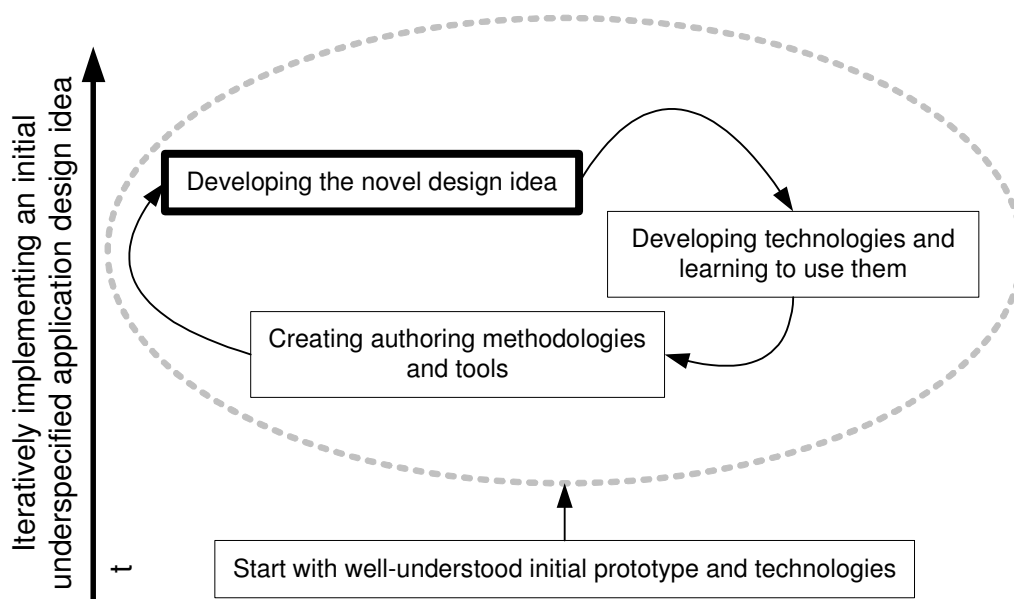 Iteratively implementing an initial
underspecified application design idea
t
Developing the novel design idea
Developing technologies and
learning to use them
Creating authoring methodologies
and tools
Start with well-understood initial prototype and technologies